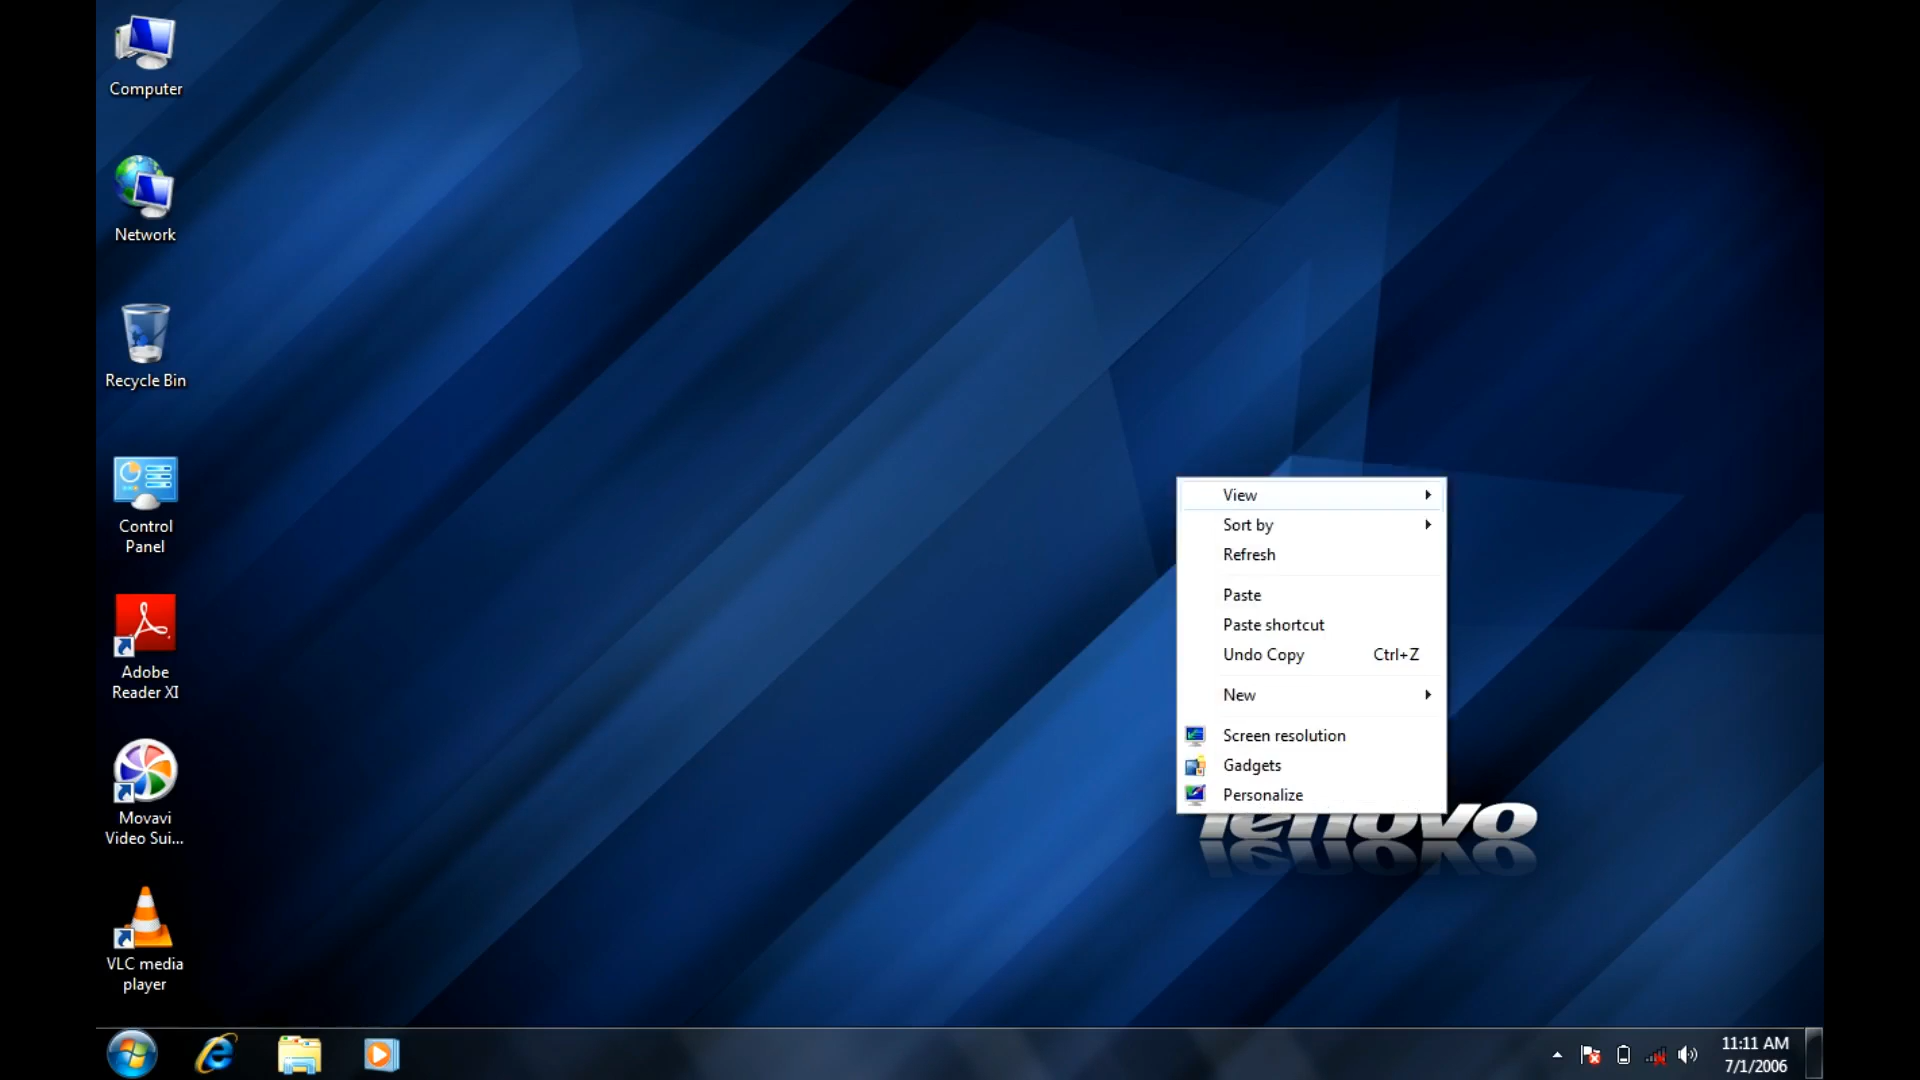 Computer
Network
Recycle Bin
Control
Panel
Adobe
Reader XI
Movavi
Video Sui...
VLC media
player
View
Sort by
Refresh
Paste
Paste shortcut
Undo Copy Ctrl+Z
New
Screen resolution
Gadgets
Personalize
lenovo
11:11 AM
7/1/2006